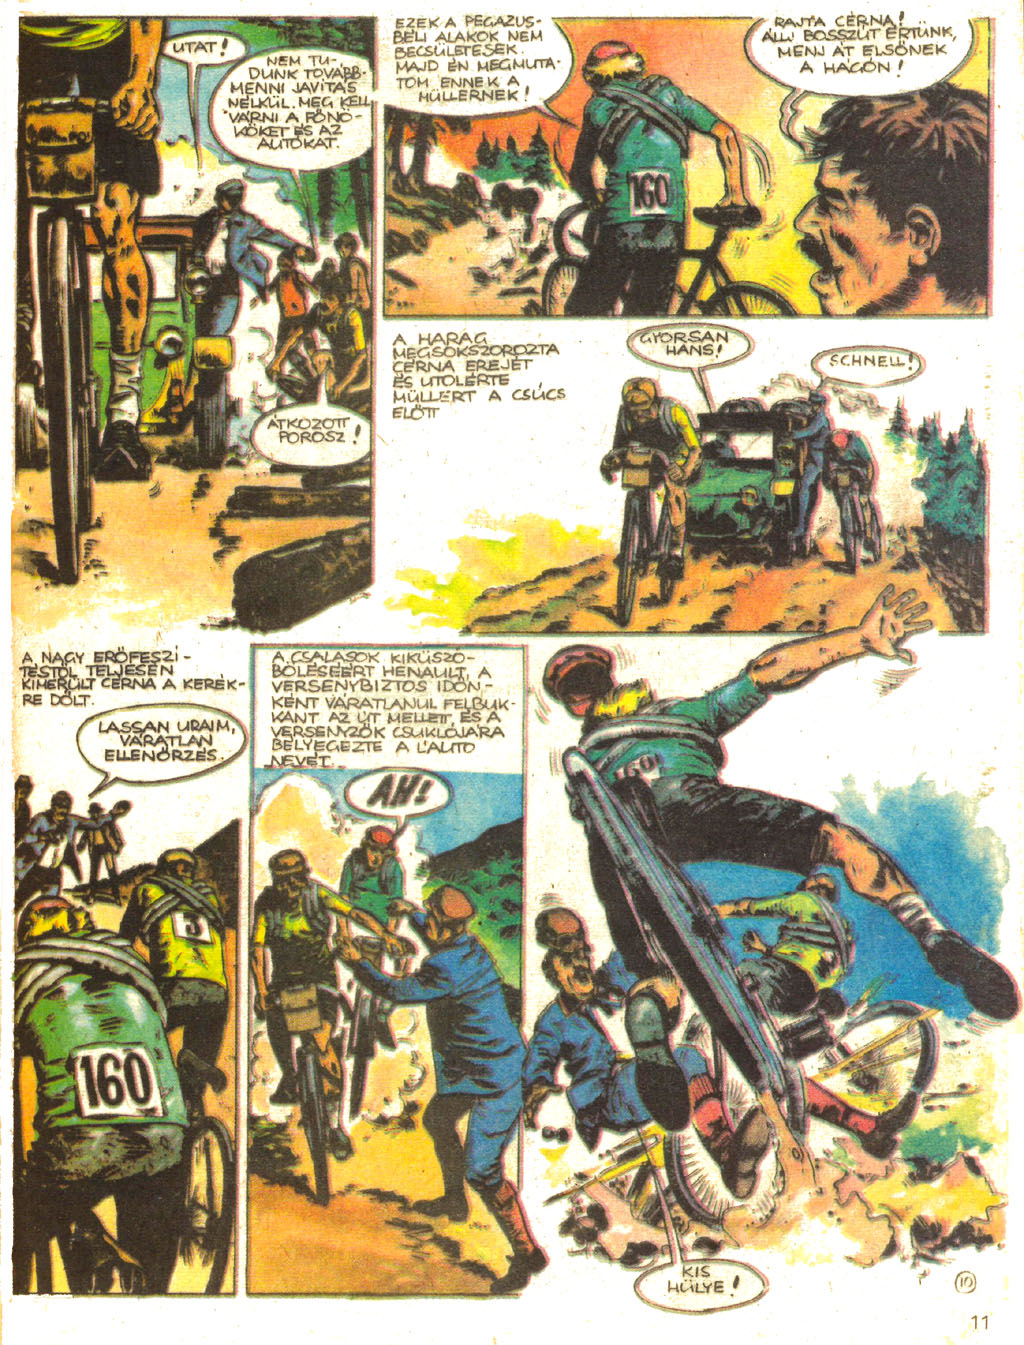 UTAT!
NEM TU-
DUNK TOVÁBB-
MENNI JAVÍTÁS
NÉLKÜL. MEG KELL
VÁRNI A FŐNÖ-
KÖKET ÉS AZ
AUTÓKAT.
ÁTKOZOTT
POROSZ!
EZEK A PEGAZUS-
BELI ALAKOK NEM
BECSÜLETESEK.
MAJD ÉN MEGMUTA-
TOM ENNEK A
MÜLLERNEK!
RAJTA CERNA!
ÁLLJ BOSSZÚT ÉRTÜNK,
MENJ ÁT ELSŐNEK
A HÁGÓN!
160
A HARAG
MEGSOKSZOROZTA
CERNA EREJÉT
ÉS UTOLÉRTE
MÜLLERT A CSÚCS
ELŐTT
GYORSAN
HANS!
SCHNELL!
A NAGY ERŐFESZÍ-
TÉSTŐL TELJESEN
KIMERÜLT CERNA A KERÉK-
RE DŐLT.
LASSAN URAIM,
VÁRATLAN
ELLENŐRZÉS.
3
160
A CSALÁSOK KIKÜSZÖ-
BÖLÉSÉÉRT HENAULT, A
VERSENYBIZTOS IDŐN-
KÉNT VÁRATLANUL FELBUK-
KANT AZ ÚT MELLETT, ÉS A
VERSENYZŐK CSUKLÓJÁRA
BÉLYEGEZTE A L'AUTO
NEVÉT.
AH!
KIS
HÜLYE!
10
11